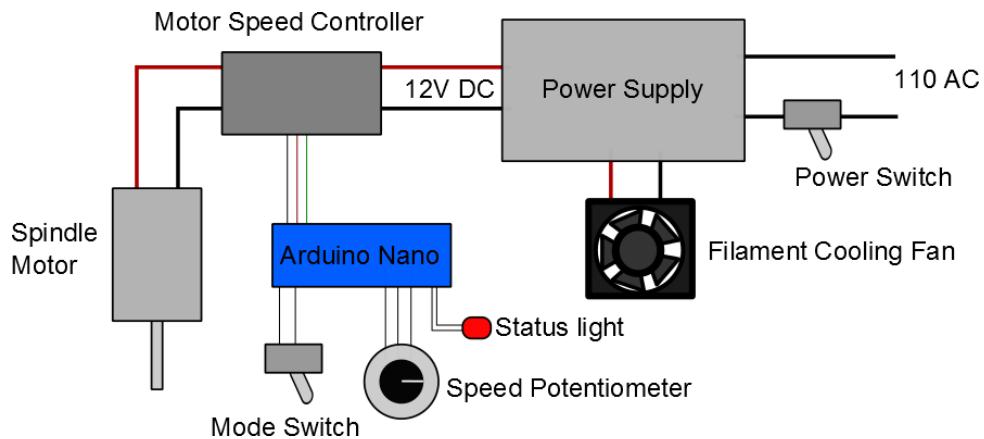 Motor Speed Controller
12V DC
Power Supply
110 AC
Power Switch
Spindle
Motor
Arduino Nano
Filament Cooling Fan
Status light
Speed Potentiometer
Mode Switch